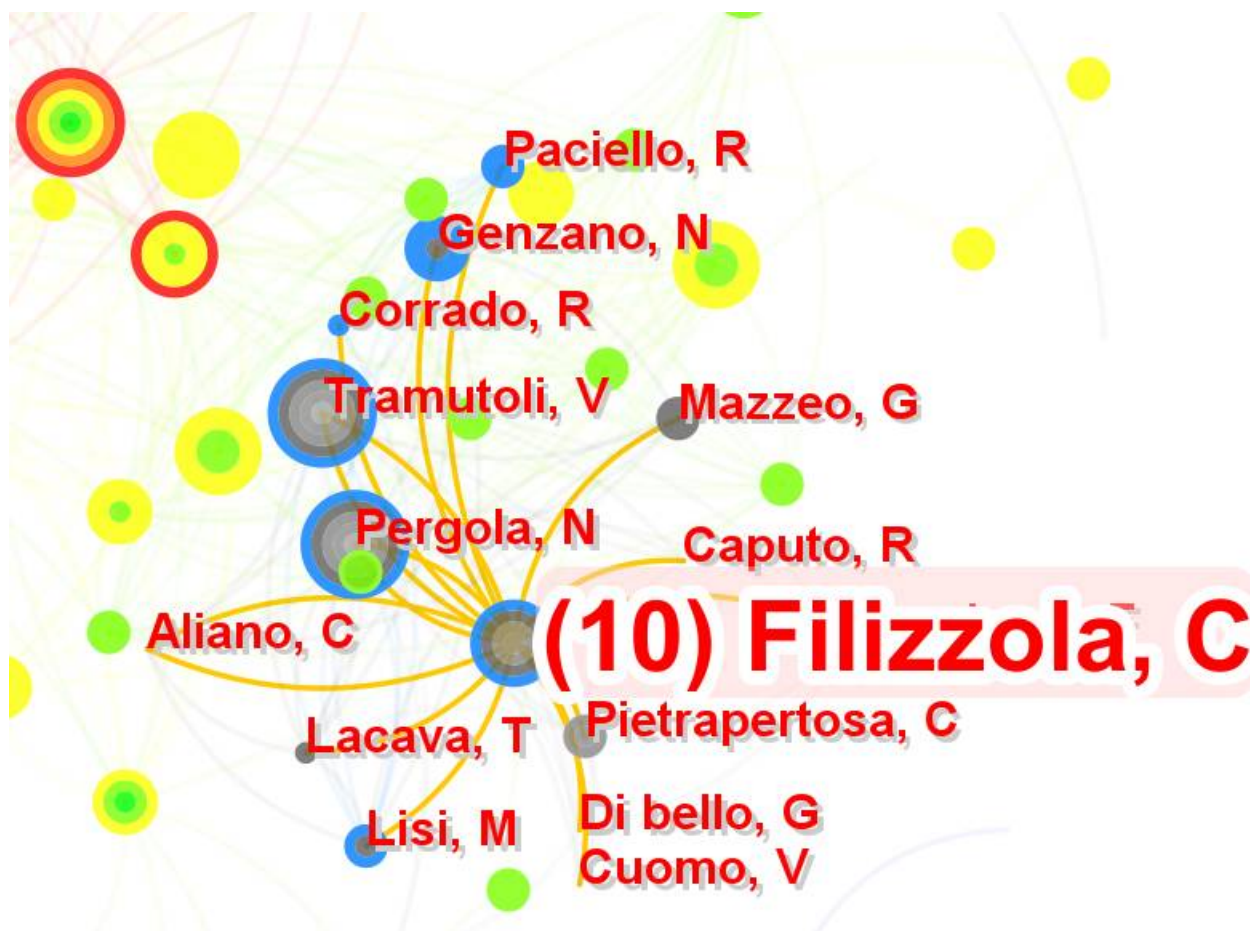 Paciello, R
Genzano, N
Corrado, R
Tramutoli, V
Mazzeo, G
Pergola, N
Caputo, R
Aliano, C
(10) Filizzola, C
Pietrapertosa, C
Lacava, T
Di bello, G
Lisi, M
Cuomo, V